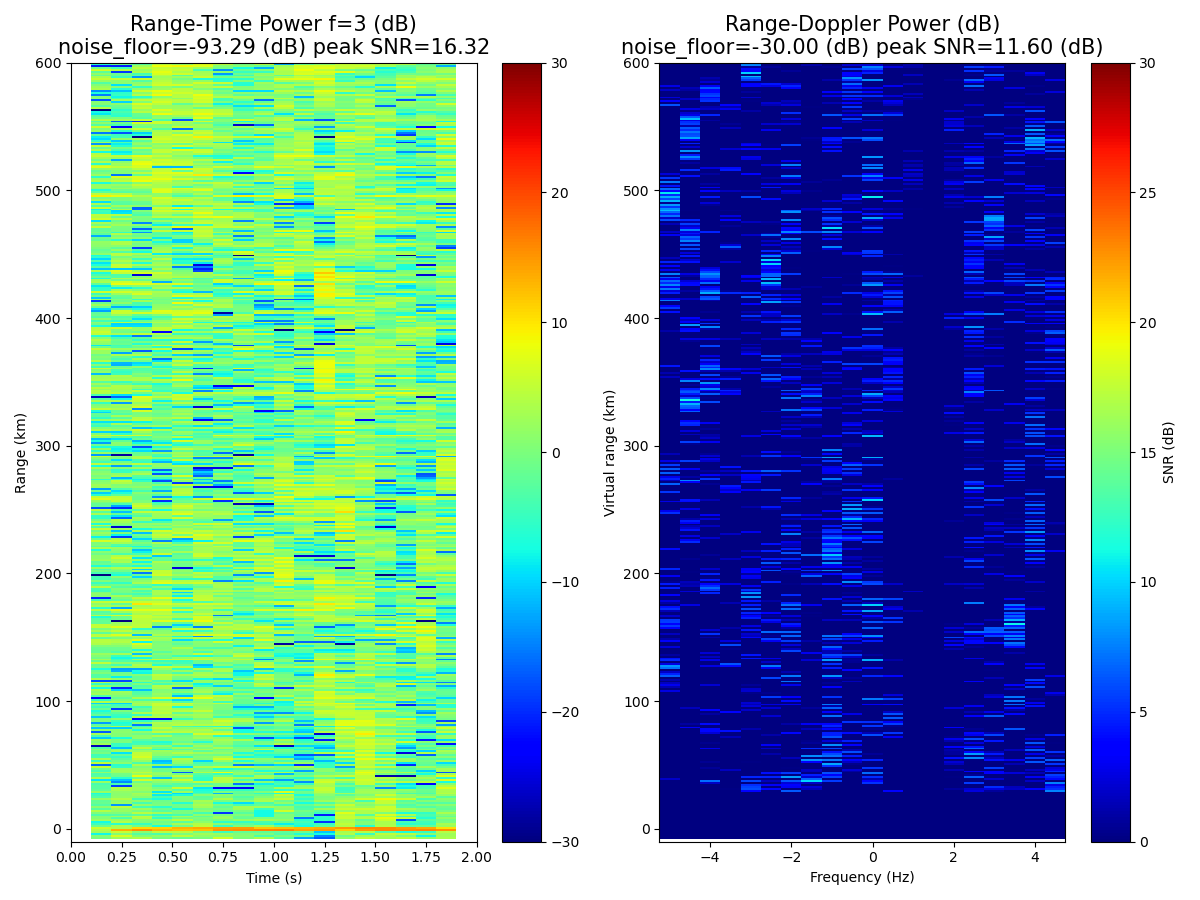 Range-Time Power f=3 (dB)
noise_floor=-93.29 (dB) peak SNR=16.32
600
500
400
300
200
100
0
Range (km)
0.00 0.25 0.50 0.75 1.00 1.25 1.50 1.75 2.00
Time (s)
30
20
10
0
−10
−20
−30
Range-Doppler Power (dB)
noise_floor=-30.00 (dB) peak SNR=11.60 (dB)
600
500
400
300
200
100
0
Virtual range (km)
−4 −2 0 2 4
Frequency (Hz)
30
25
20
15
10
5
0
SNR (dB)